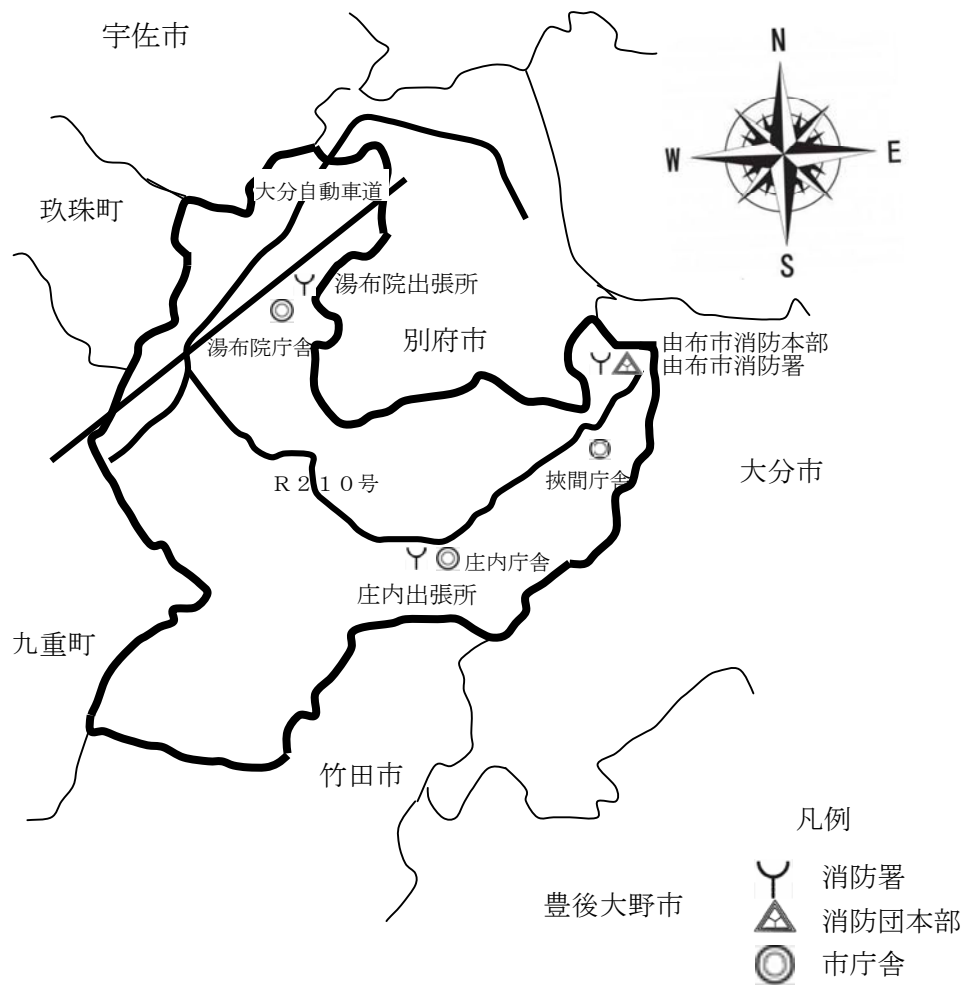 宇佐市
N
W
E
S
玖珠町
大分自動車道
湯布院出張所
湯布院庁舎
別府市
由布市消防本部
由布市消防署
大分市
挾間庁舎
R210号
庄内庁舎
庄内出張所
九重町
竹田市
豊後大野市
凡例
消防署
消防団本部
市庁舎